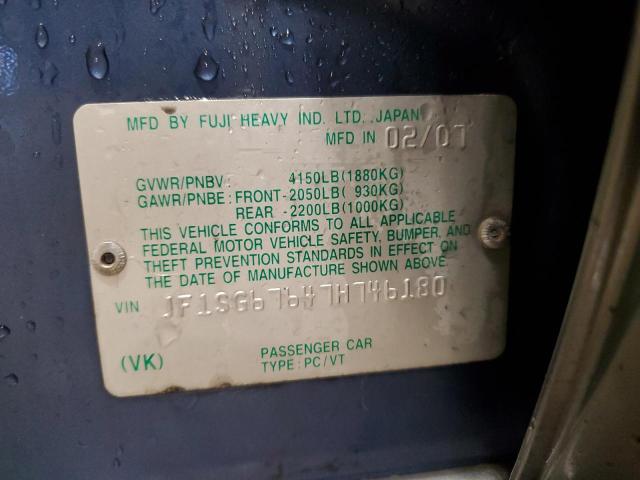 MFD BY FUJI HEAVY IND. LTD. JAPAN
MFD IN 02/07
GVWR/PNBV: 4150LB(1880KG)
GAWR/PNBE: FRONT-2050LB( 930KG)
REAR -2200LB(1000KG)
THIS VEHICLE CONFORMS TO ALL APPLICABLE
FEDERAL MOTOR VEHICLE SAFETY, BUMPER, AND
THEFT PREVENTION STANDARDS IN EFFECT ON
THE DATE OF MANUFACTURE SHOWN ABOVE.
VIN JF1SG67647H746180
PASSENGER CAR
(VK) TYPE: PC/VT